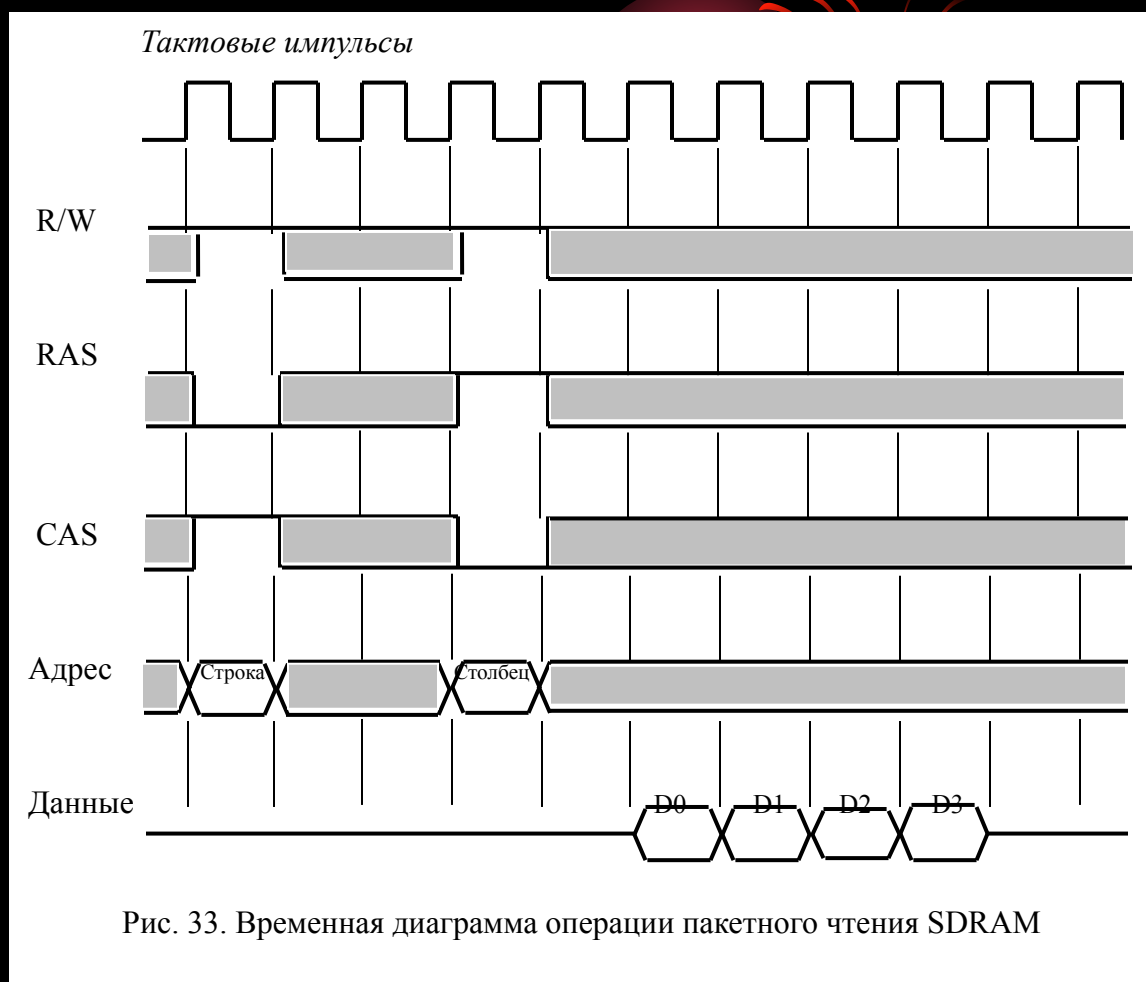 Тактовые импульсы
R/W
RAS
CAS
Адрес
Строка
Столбец
Данные
D0 D1 D2 D3
Рис. 33. Временная диаграмма операции пакетного чтения SDRAM